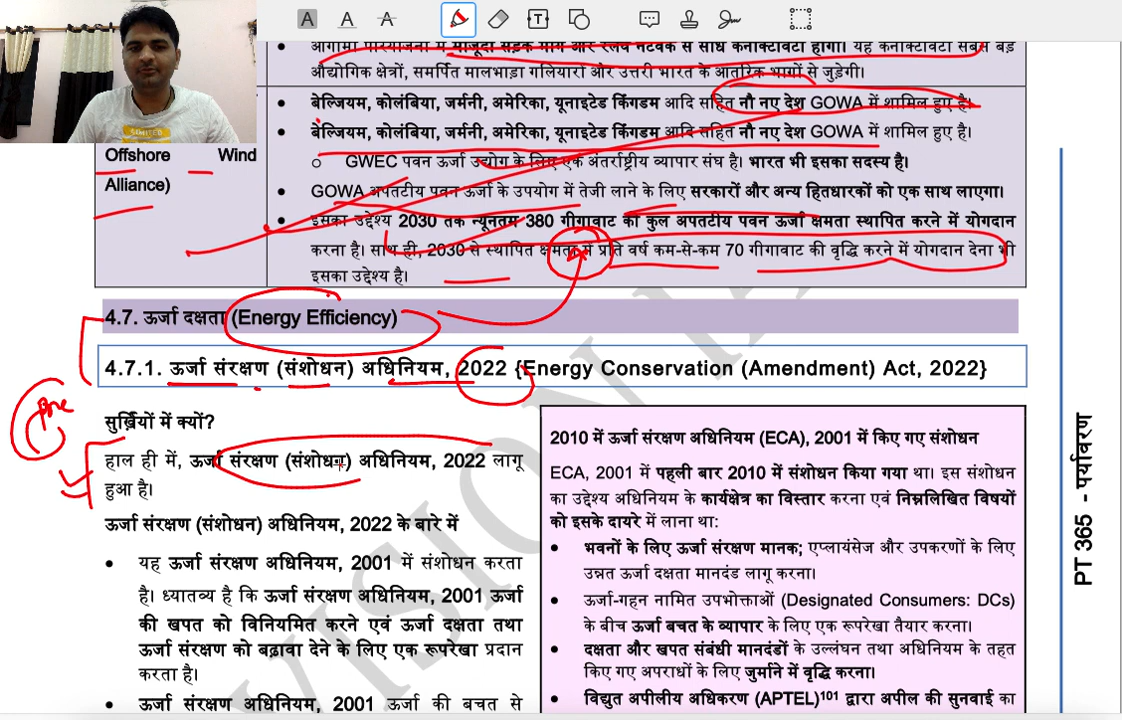 A A A T
LIMITED
आगामी परियोजना में मौजूदा सड़क मार्ग और रेलवे नेटवर्क से सीधे कनेक्टिविटी होगी। यह कनेक्टिविटी सबसे बड़े
औद्योगिक क्षेत्रों, समर्पित मालभाड़ा गलियारों और उत्तरी भारत के आंतरिक भागों से जुड़ेगी।
• बेल्जियम, कोलंबिया, जर्मनी, अमेरिका, यूनाइटेड किंगडम आदि सहित नौ नए देश GOWA में शामिल हुए है।
• बेल्जियम, कोलंबिया, जर्मनी, अमेरिका, यूनाइटेड किंगडम आदि सहित नौ नए देश GOWA में शामिल हुए है।
Offshore Wind
Alliance)
o GWEC पवन ऊर्जा उद्योग के लिए एक अंतर्राष्ट्रीय व्यापार संघ है। भारत भी इसका सदस्य है।
• GOWA अपतटीय पवन ऊर्जा के उपयोग में तेजी लाने के लिए सरकारों और अन्य हितधारकों को एक साथ लाएगा।
• इसका उद्देश्य 2030 तक न्यूनतम 380 गीगावाट की कुल अपतटीय पवन ऊर्जा क्षमता स्थापित करने में योगदान
करना है। साथ ही, 2030 से स्थापित क्षमता में प्रति वर्ष कम-से-कम 70 गीगावाट की वृद्धि करने में योगदान देना भी
इसका उद्देश्य है।
4.7. ऊर्जा दक्षता (Energy Efficiency)
4.7.1. ऊर्जा संरक्षण (संशोधन) अधिनियम, 2022 {Energy Conservation (Amendment) Act, 2022}
Pre
सुर्ख़ियों में क्यों?
हाल ही में, ऊर्जा संरक्षण (संशोधन) अधिनियम, 2022 लागू
हुआ है।
ऊर्जा संरक्षण (संशोधन) अधिनियम, 2022 के बारे में
• यह ऊर्जा संरक्षण अधिनियम, 2001 में संशोधन करता
है। ध्यातव्य है कि ऊर्जा संरक्षण अधिनियम, 2001 ऊर्जा
की खपत को विनियमित करने एवं ऊर्जा दक्षता तथा
ऊर्जा संरक्षण को बढ़ावा देने के लिए एक रूपरेखा प्रदान
करता है।
• ऊर्जा संरक्षण अधिनियम, 2001 ऊर्जा की बचत से
2010 में ऊर्जा संरक्षण अधिनियम (ECA), 2001 में किए गए संशोधन
ECA, 2001 में पहली बार 2010 में संशोधन किया गया था। इस संशोधन
का उद्देश्य अधिनियम के कार्यक्षेत्र का विस्तार करना एवं निम्नलिखित विषयों
को इसके दायरे में लाना था:
• भवनों के लिए ऊर्जा संरक्षण मानक; एप्लायंसेज और उपकरणों के लिए
उन्नत ऊर्जा दक्षता मानदंड लागू करना।
• ऊर्जा-गहन नामित उपभोक्ताओं (Designated Consumers: DCs)
के बीच ऊर्जा बचत के व्यापार के लिए एक रूपरेखा तैयार करना।
• दक्षता और खपत संबंधी मानदंडों के उल्लंघन तथा अधिनियम के तहत
किए गए अपराधों के लिए जुर्माने में वृद्धि करना।
• विद्युत अपीलीय अधिकरण (APTEL)101 द्वारा अपील की सुनवाई का
PT 365 - पर्यावरण
VISION IA